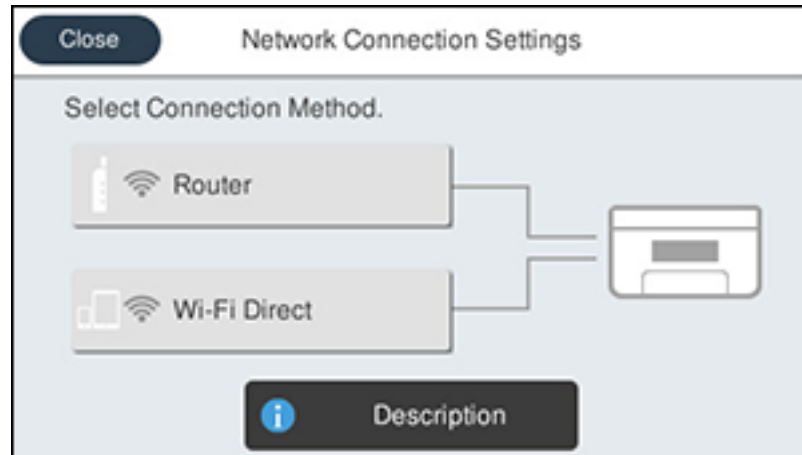 Close
Network Connection Settings
Select Connection Method.
Router
Wi-Fi Direct
Description